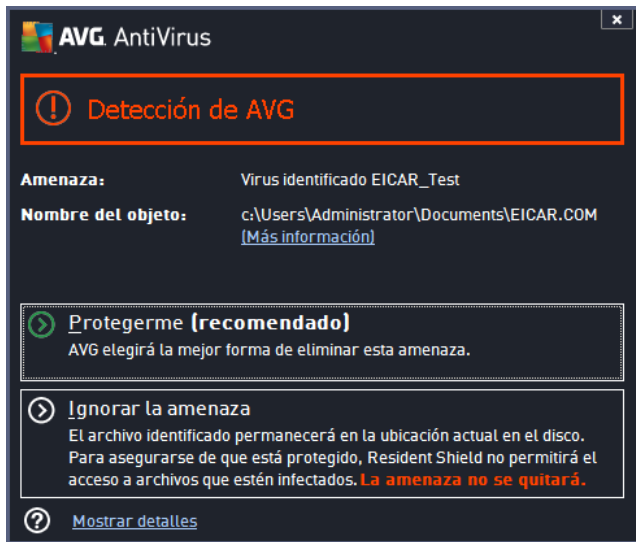 AVG. AntiVirus
Detección de AVG
Amenaza: Virus identificado EICAR_Test
Nombre del objeto: c:\Users\Administrator\Documents\EICAR.COM
(Más información)
Protegerme (recomendado)
AVG elegirá la mejor forma de eliminar esta amenaza.
Ignorar la amenaza
El archivo identificado permanecerá en la ubicación actual en el disco.
Para asegurarse de que está protegido, Resident Shield no permitirá el
acceso a archivos que estén infectados. La amenaza no se quitará.
Mostrar detalles